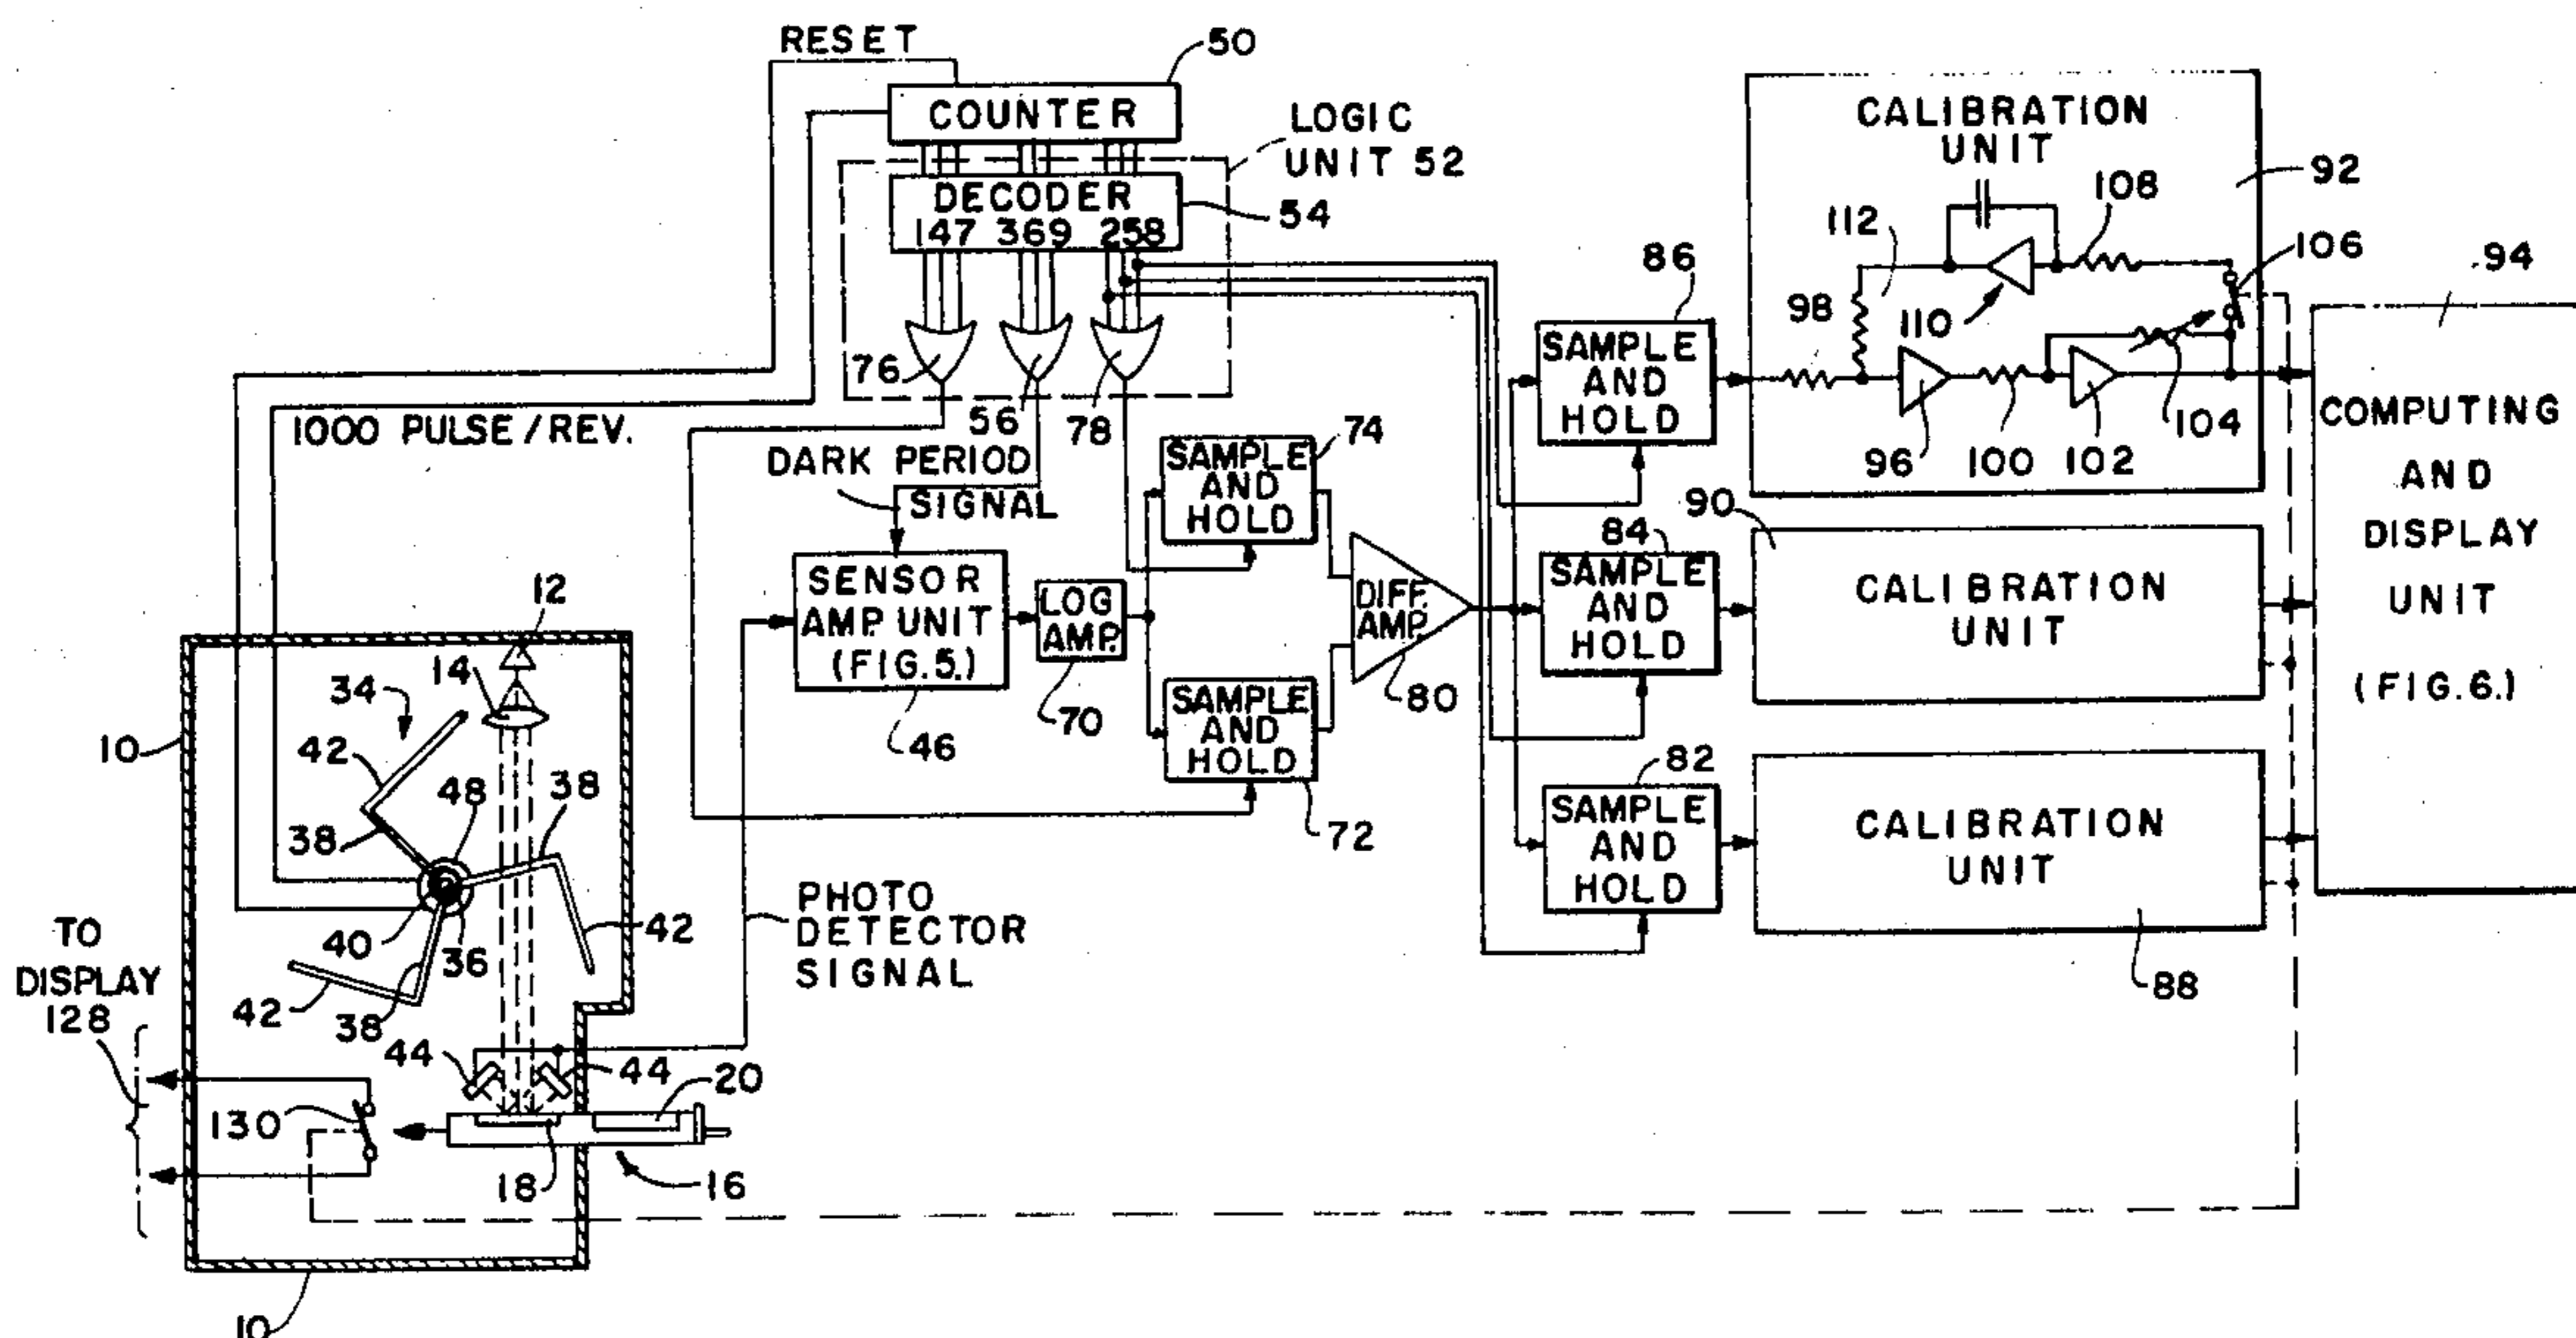 RESET
50
COUNTER
LOGIC
UNIT 52
DECODER
147 369 258
54
76
56
78
1000 PULSE/REV.
DARK PERIOD
SIGNAL
SENSOR
AMP. UNIT
(FIG.5.)
46
LOG
AMP.
70
SAMPLE
AND
HOLD
74
SAMPLE
AND
HOLD
72
DIFF.
AMP.
80
PHOTO
DETECTOR
SIGNAL
86
SAMPLE
AND
HOLD
84
SAMPLE
AND
HOLD
82
SAMPLE
AND
HOLD
CALIBRATION
UNIT
92
108
112
106
98
110
104
96
100
102
90
CALIBRATION
UNIT
CALIBRATION
UNIT
88
94
COMPUTING
AND
DISPLAY
UNIT
(FIG.6.)
12
14
34
10
42
48
38
38
42
40
36
42
38
44
44
20
TO
DISPLAY
128
130
18
16
10